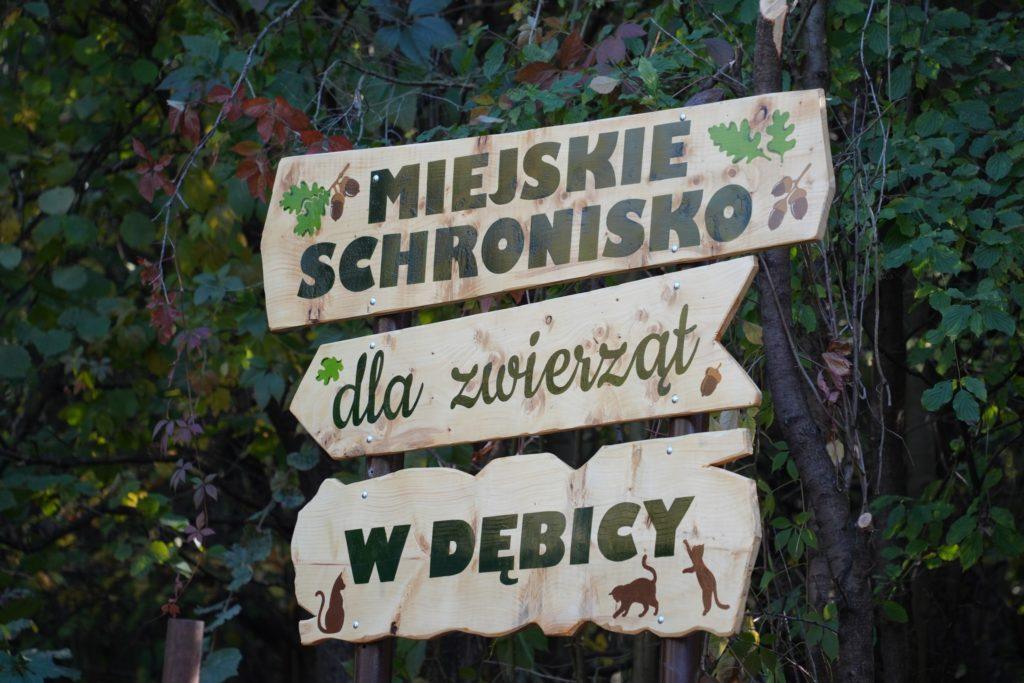 MIEJSKIE
SCHRONISKO
dla zwierząt
W DĘBICY